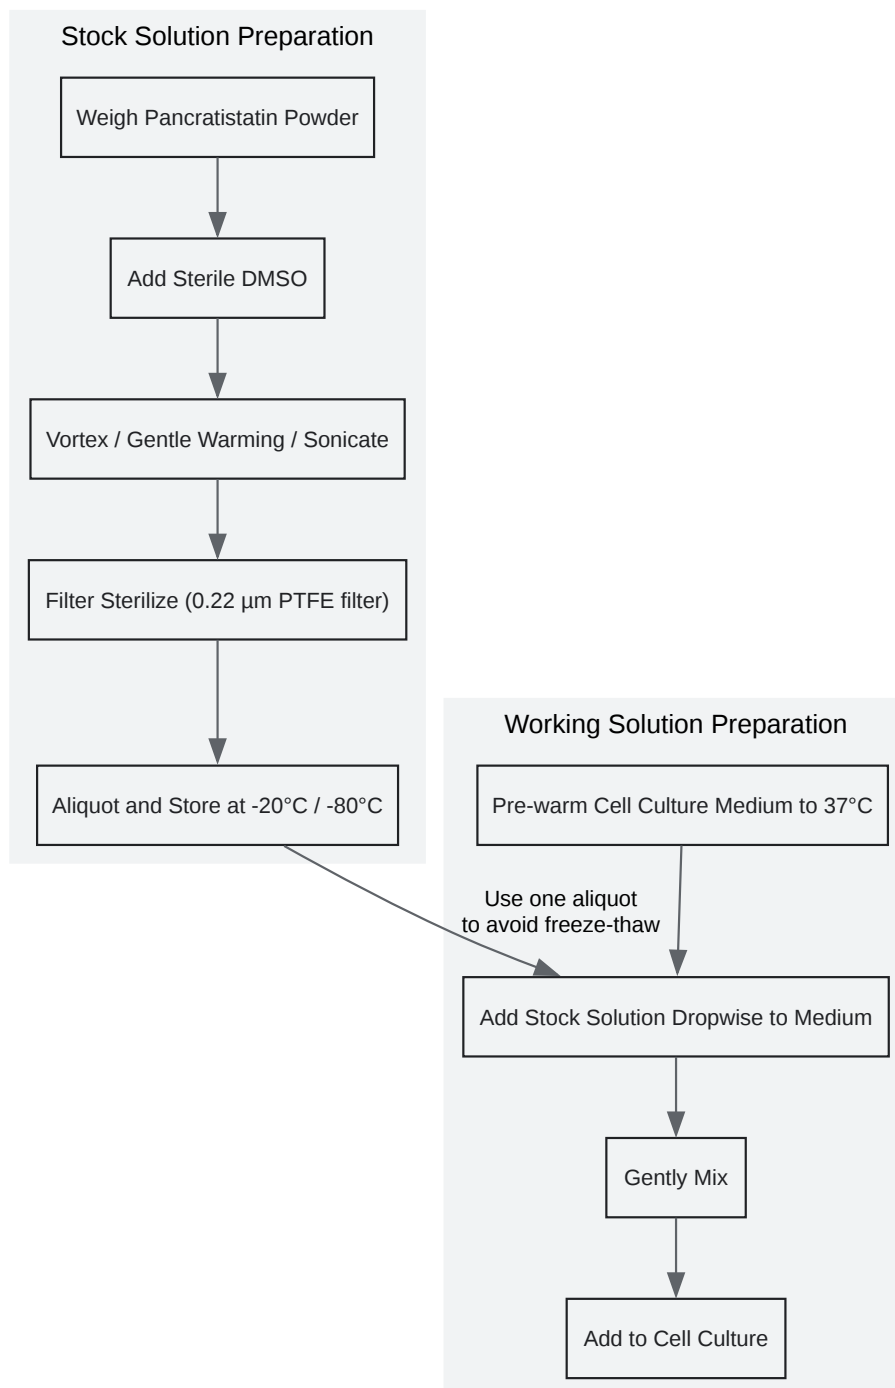 Stock Solution Preparation
Weigh Pancratistatin Powder
Add Sterile DMSO
Vortex / Gentle Warming / Sonicate
Filter Sterilize (0.22 µm PTFE filter)
Aliquot and Store at -20°C / -80°C
Working Solution Preparation
Pre-warm Cell Culture Medium to 37°C
Use one aliquot
to avoid freeze-thaw
Add Stock Solution Dropwise to Medium
Gently Mix
Add to Cell Culture